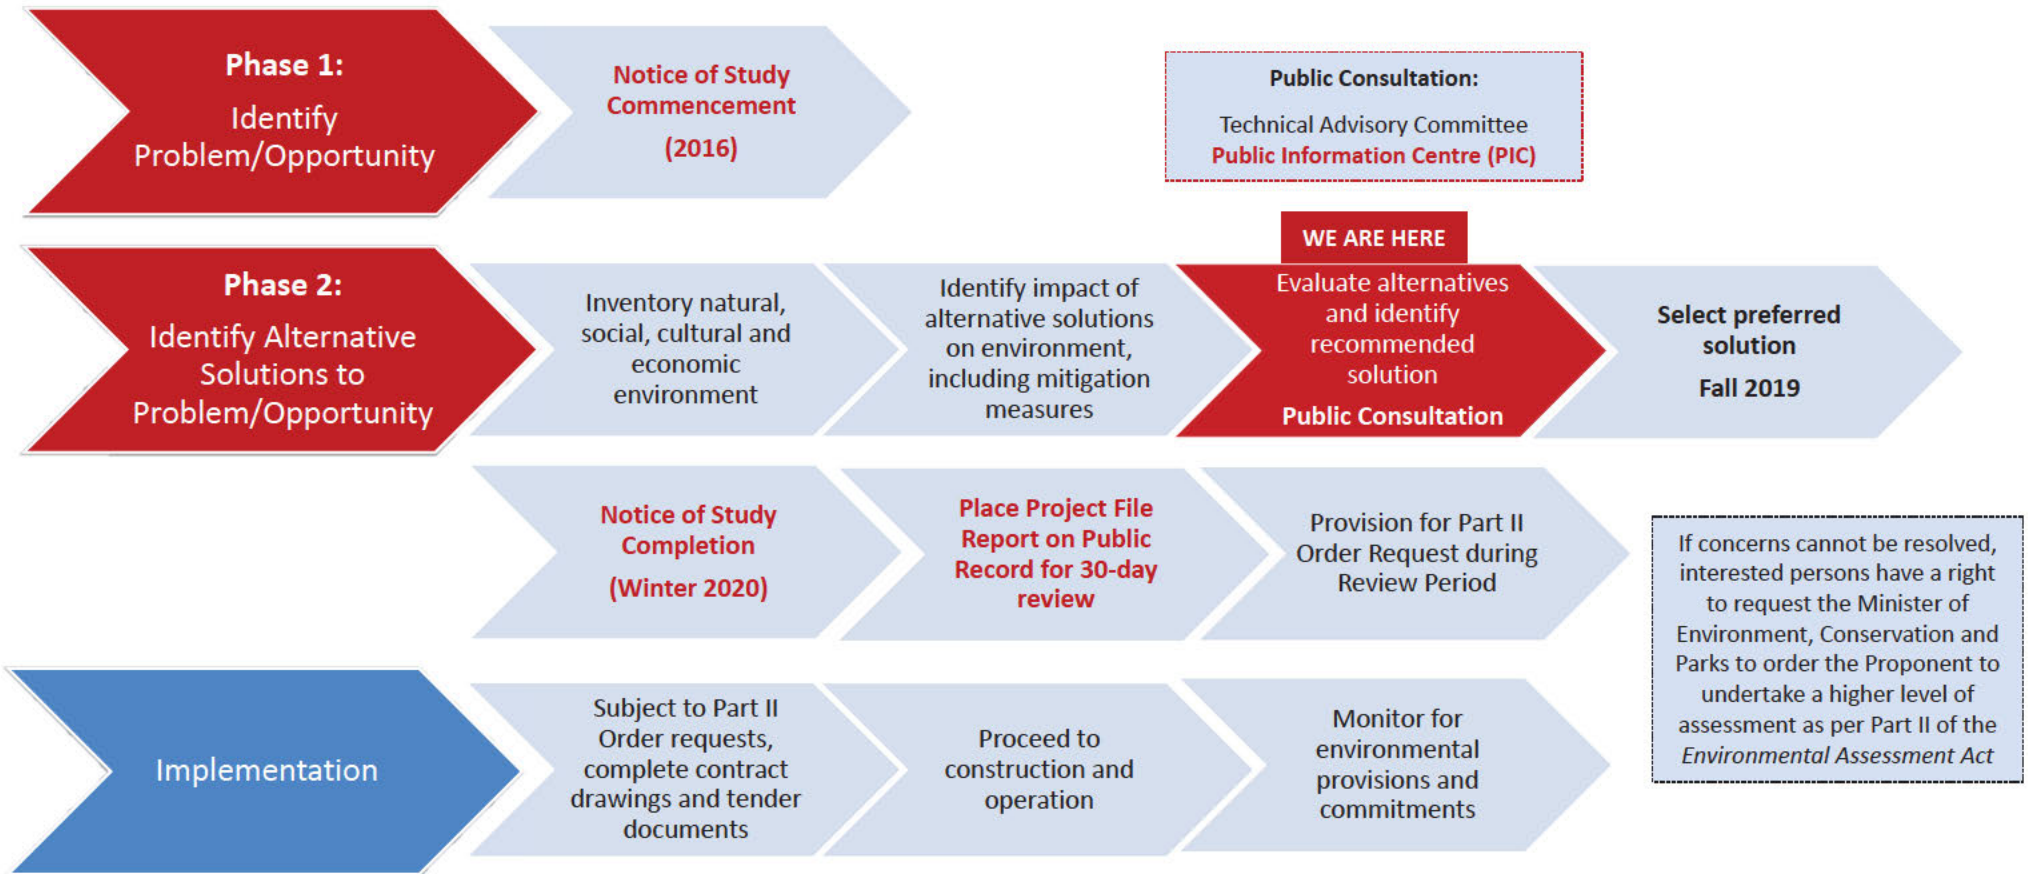 Phase 1:
Identify
Problem/Opportunity
Notice of Study
Commencement
(2016)
Public Consultation:
Technical Advisory Committee
Public Information Centre (PIC)
Phase 2:
Identify Alternative
Solutions to
Problem/Opportunity
Inventory natural,
social, cultural and
economic
environment
Identify impact of
alternative solutions
on environment,
including mitigation
measures
WE ARE HERE
Evaluate alternatives
and identify
recommended
solution
Public Consultation
Select preferred
solution
Fall 2019
Notice of Study
Completion
(Winter 2020)
Place Project File
Report on Public
Record for 30-day
review
Provision for Part II
Order Request during
Review Period
If concerns cannot be resolved,
interested persons have a right
to request the Minister of
Environment, Conservation and
Parks to order the Proponent to
undertake a higher level of
assessment as per Part II of the
Environmental Assessment Act
Implementation
Subject to Part II
Order requests,
complete contract
drawings and tender
documents
Proceed to
construction and
operation
Monitor for
environmental
provisions and
commitments